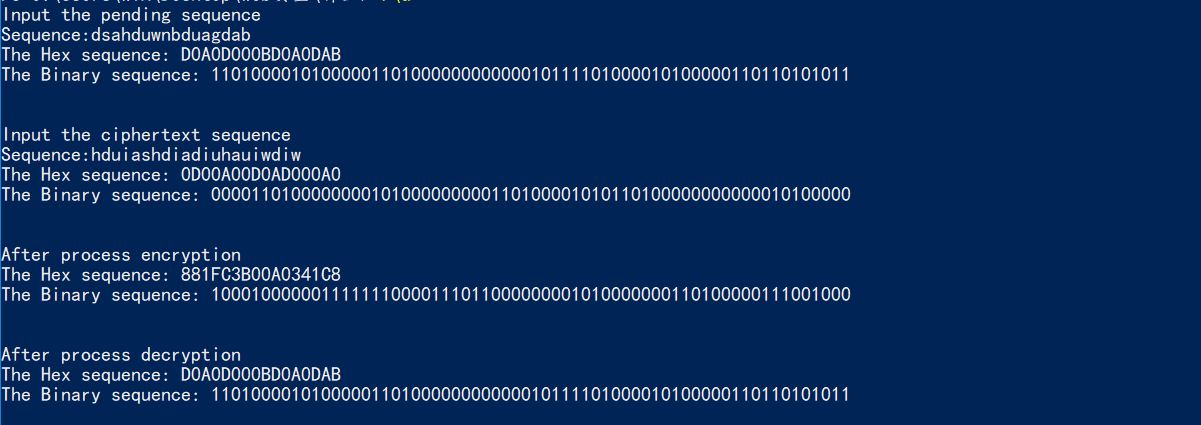 Input the pending sequence
Sequence:dsahduwnbduagdab
The Hex sequence: D0A0D000BD0A0DAB
The Binary sequence: 1101000010100000110100000000000010111101000010100000110110101011
Input the ciphertext sequence
Sequence:hduiashdiadiuhauiwdiw
The Hex sequence: 0D00A00D0AD000A0
The Binary sequence: 0000110100000000101000000000110100001010110100000000000010100000
After process encryption
The Hex sequence: 881FC3B00A0341C8
The Binary sequence: 1000100000011111110000111011000000001010000000110100000111001000
After process decryption
The Hex sequence: D0A0D000BD0A0DAB
The Binary sequence: 1101000010100000110100000000000010111101000010100000110110101011